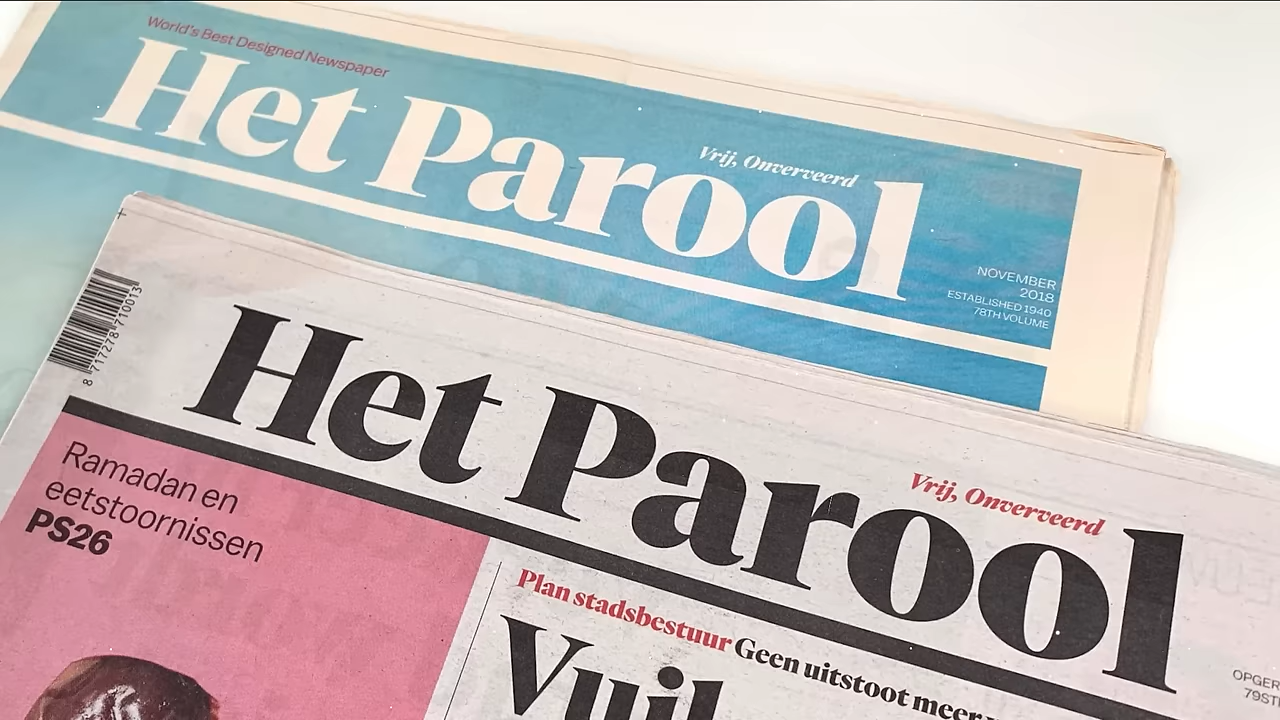 World's Best Designed Newspaper
Het Parool
Vrij, Onverveerd
NOVEMBER
2018
ESTABLISHED 1940
78TH VOLUME
8 717278 710013
Het Parool
Vrij, Onverveerd
Ramadan en
eetstoornissen
PS26
Plan stadsbestuur Geen uitstoot meer
Vuil
OPGER
79ST